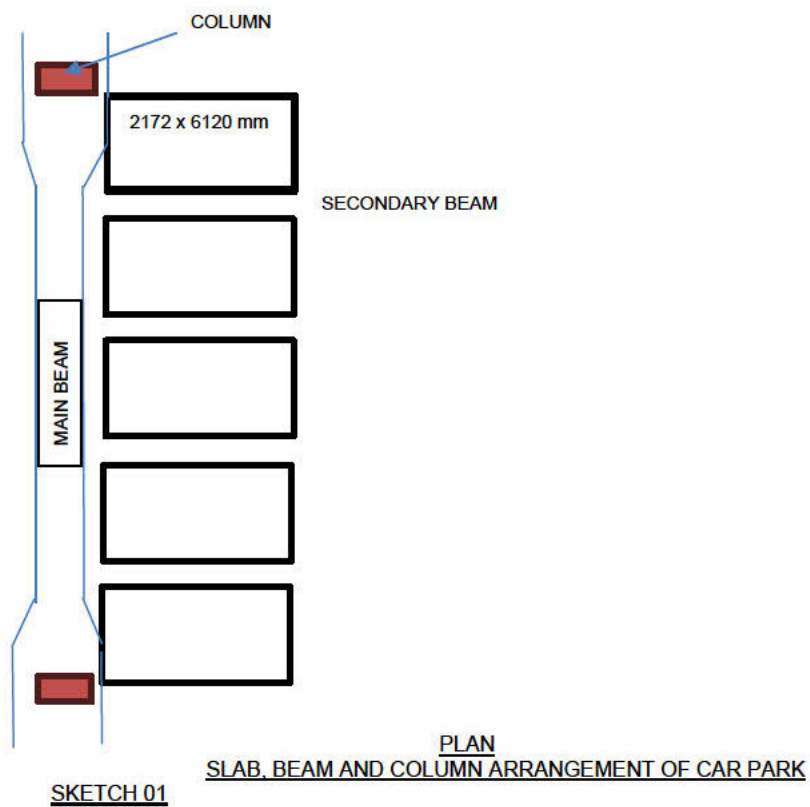 COLUMN
2172 x 6120 mm
SECONDARY BEAM
MAIN BEAM
PLAN
SLAB, BEAM AND COLUMN ARRANGEMENT OF CAR PARK
SKETCH 01